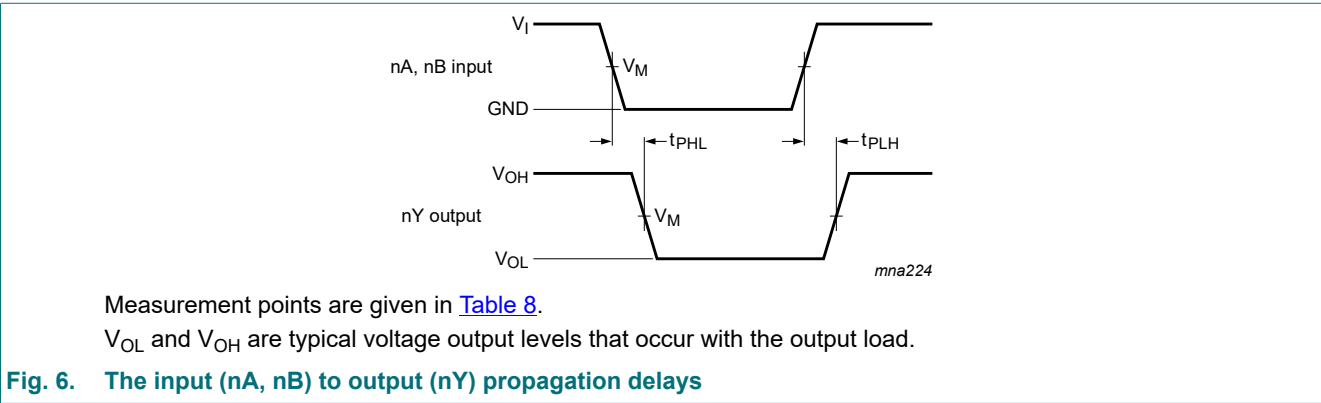 V_I
nA, nB input
V_M
GND
t_PHL
t_PLH
V_OH
nY output
V_M
V_OL
mna224
Measurement points are given in Table 8.
V_OL and V_OH are typical voltage output levels that occur with the output load.
Fig. 6. The input (nA, nB) to output (nY) propagation delays